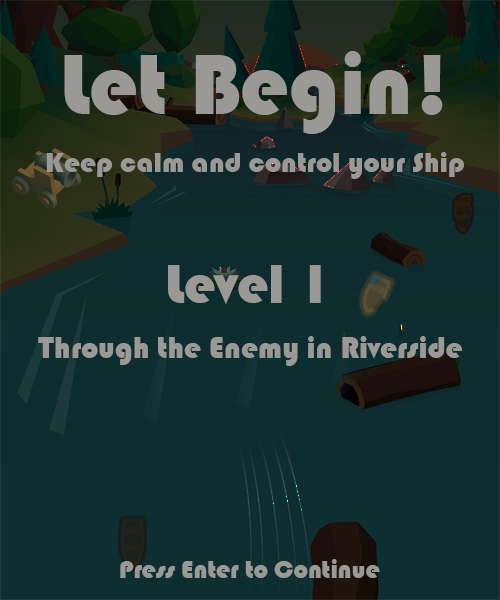 Let Begin!
Keep calm and control your Ship
Level 1
Through the Enemy in Riverside
Press Enter to Continue